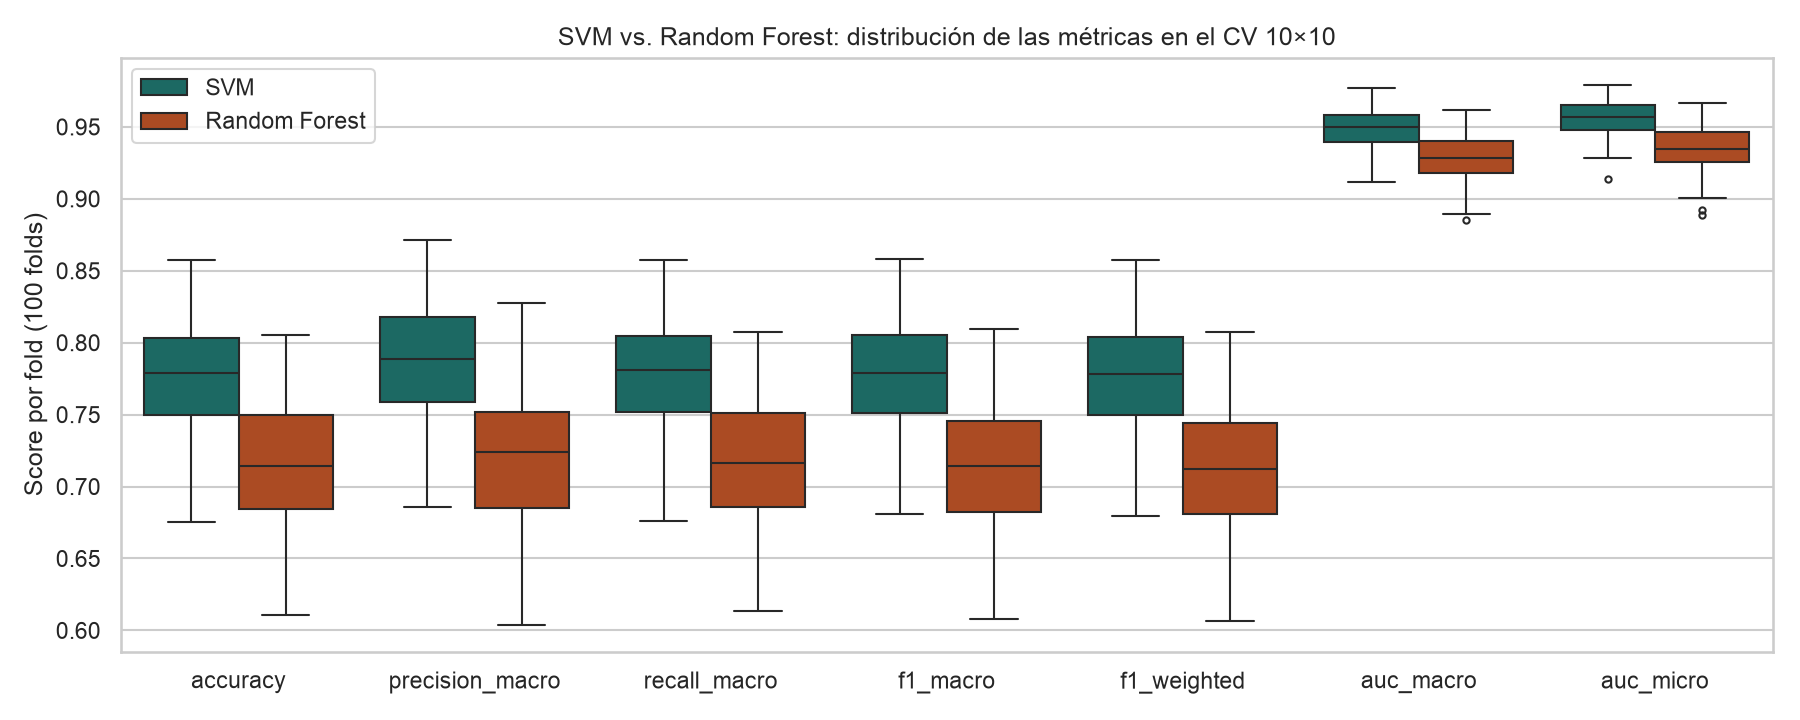 SVM vs. Random Forest: distribución de las métricas en el CV 10×10
SVM
Random Forest
Score por fold (100 folds)
0.95
0.90
0.85
0.80
0.75
0.70
0.65
0.60
accuracy
precision_macro
recall_macro
f1_macro
f1_weighted
auc_macro
auc_micro